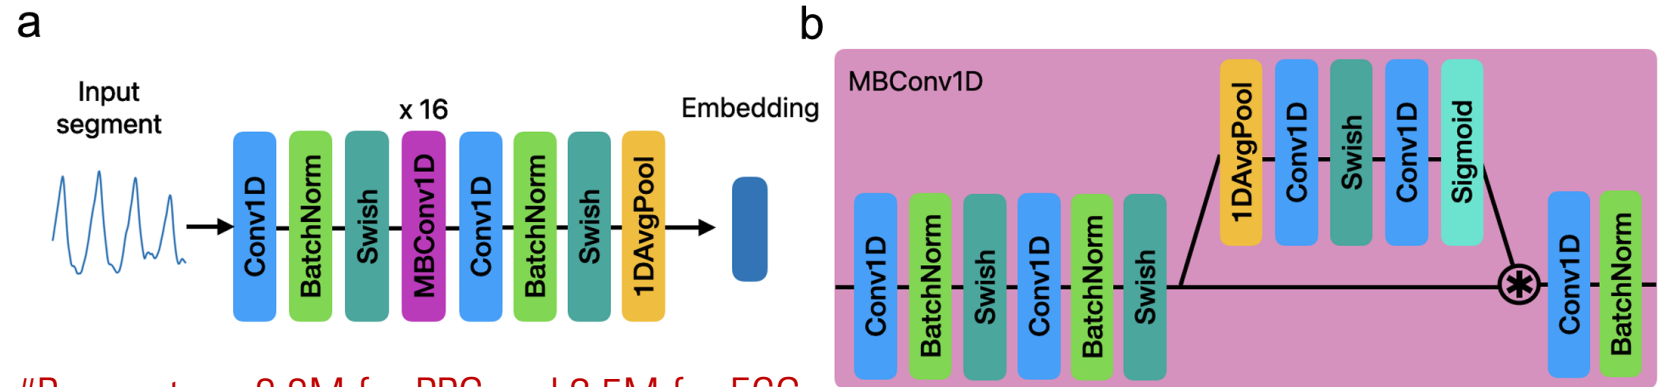 a
Input
segment
x 16
Embedding
Conv1D
BatchNorm
Swish
MBConv1D
Conv1D
BatchNorm
Swish
1DAvgPool
b
MBConv1D
1DAvgPool
Conv1D
Swish
Conv1D
Sigmoid
Conv1D
BatchNorm
Swish
Conv1D
BatchNorm
Swish
Conv1D
BatchNorm